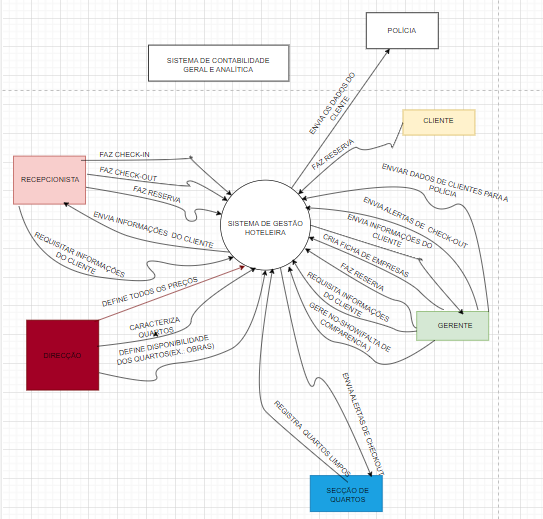 POLÍCIA
SISTEMA DE CONTABILIDADE
GERAL E ANALÍTICA
ENVIA OS DADOS DO
CLENTE
CLIENTE
FAZ RESERVA
FAZ CHECK-IN
FAZ CHECK-OUT
FAZ RESERVA
RECEPCIONISTA
ENVIAR DADOS DE CLIENTES PARA A
POLÍCIA
ENVIA ALERTAS DE CHECK-OUT
ENVIA INFORMAÇÕES DO
CLIENTE
SISTEMA DE GESTÃO
HOTELEIRA
ENVIA INFORMAÇÕES DO CLIENTE
REQUISITAR INFORMAÇÕES
DO CLIENTE
CRIA FICHA DE EMPRESAS
FAZ RESERVA
REQUISITA INFORMAÇÕES
DO CLIENTE
GERE NO-SHOW(FALTA DE
COMPARENCIA )
GERENTE
DEFINE TODOS OS PREÇOS
CARACTERIZA
QUARTOS
DEFINE DISPONIBILIDADE
DOS QUARTOS(EX.: OBRAS)
DIRECÇÃO
ENVIA ALERTAS DE CHECKOUT
REGISTRA QUARTOS LIMPOS
SECÇÃO DE
QUARTOS